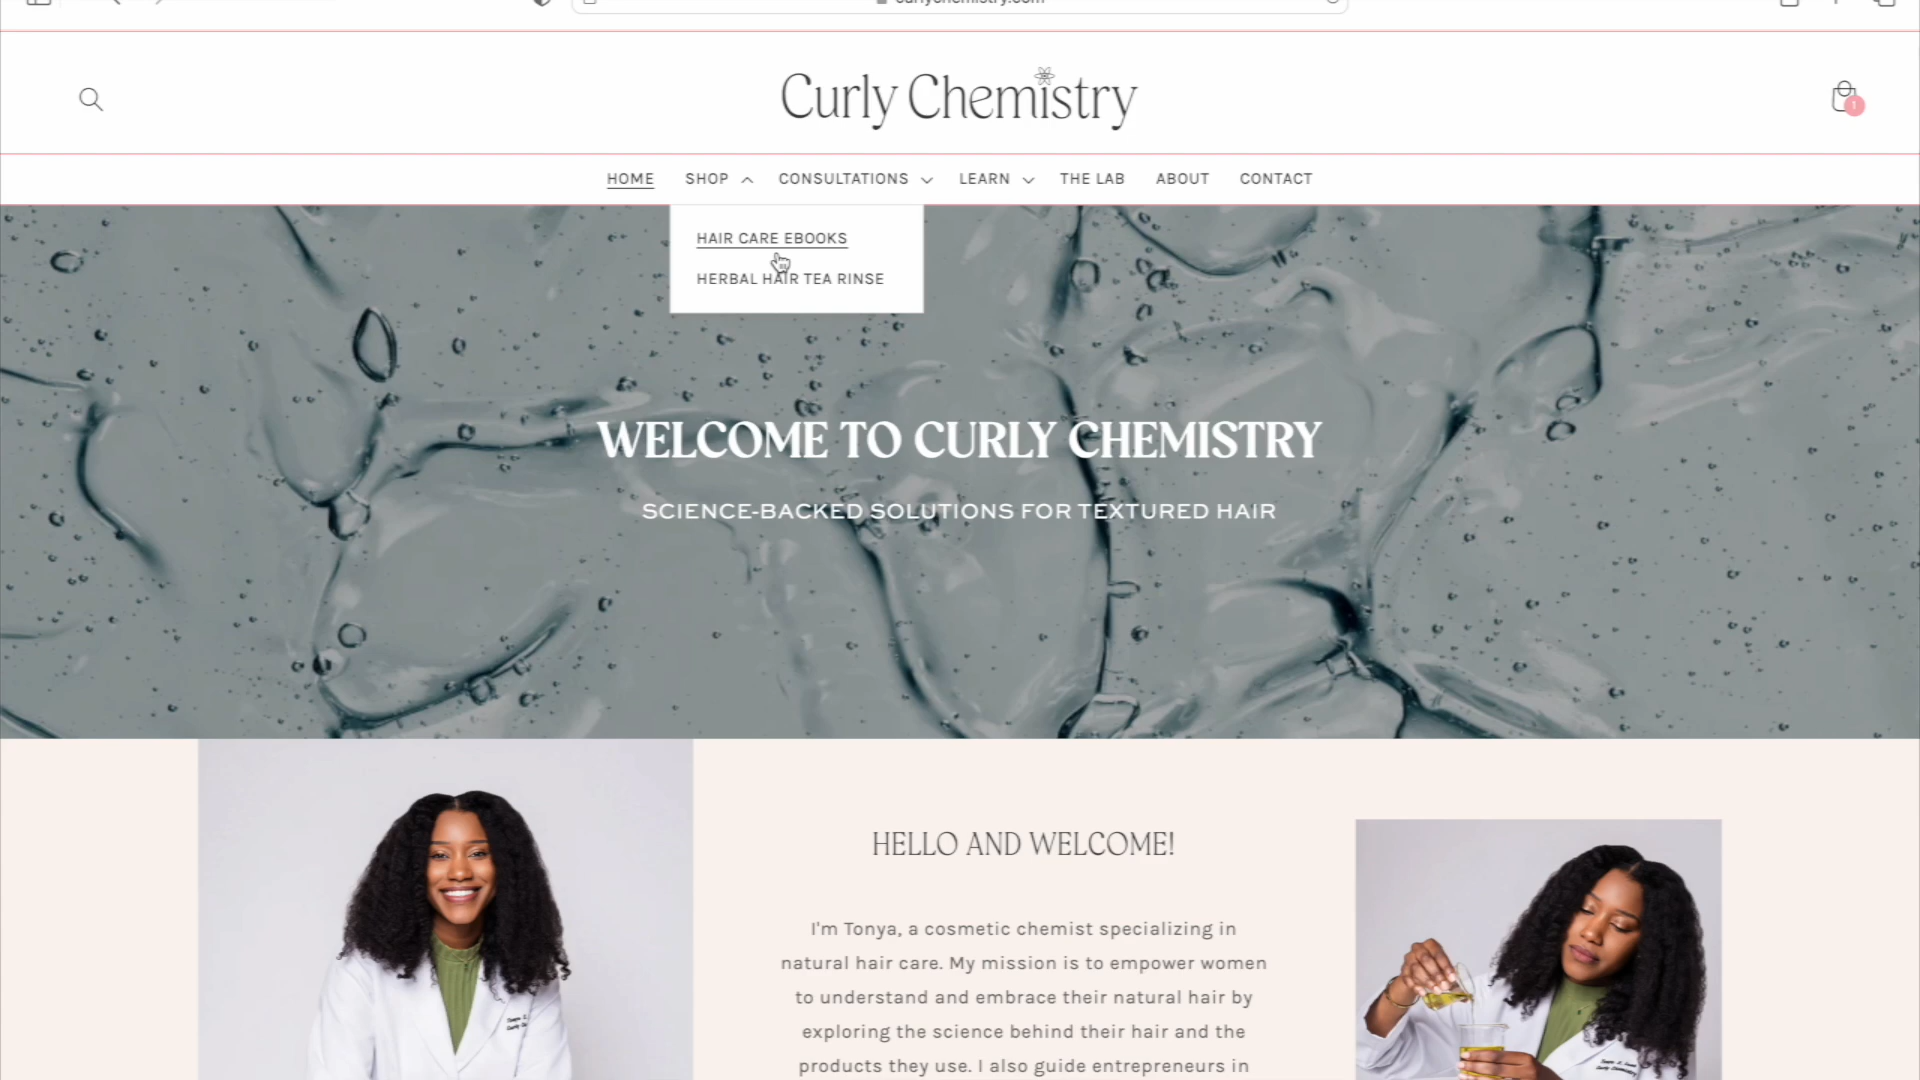 Curly Chemistry
1
HOME SHOP CONSULTATIONS LEARN THE LAB ABOUT CONTACT
HAIR CARE EBOOKS
HERBAL HAIR TEA RINSE
WELCOME TO CURLY CHEMISTRY
SCIENCE-BACKED SOLUTIONS FOR TEXTURED HAIR
HELLO AND WELCOME!
I'm Tonya, a cosmetic chemist specializing in
natural hair care. My mission is to empower women
to understand and embrace their natural hair by
exploring the science behind their hair and the
products they use. I also guide entrepreneurs in